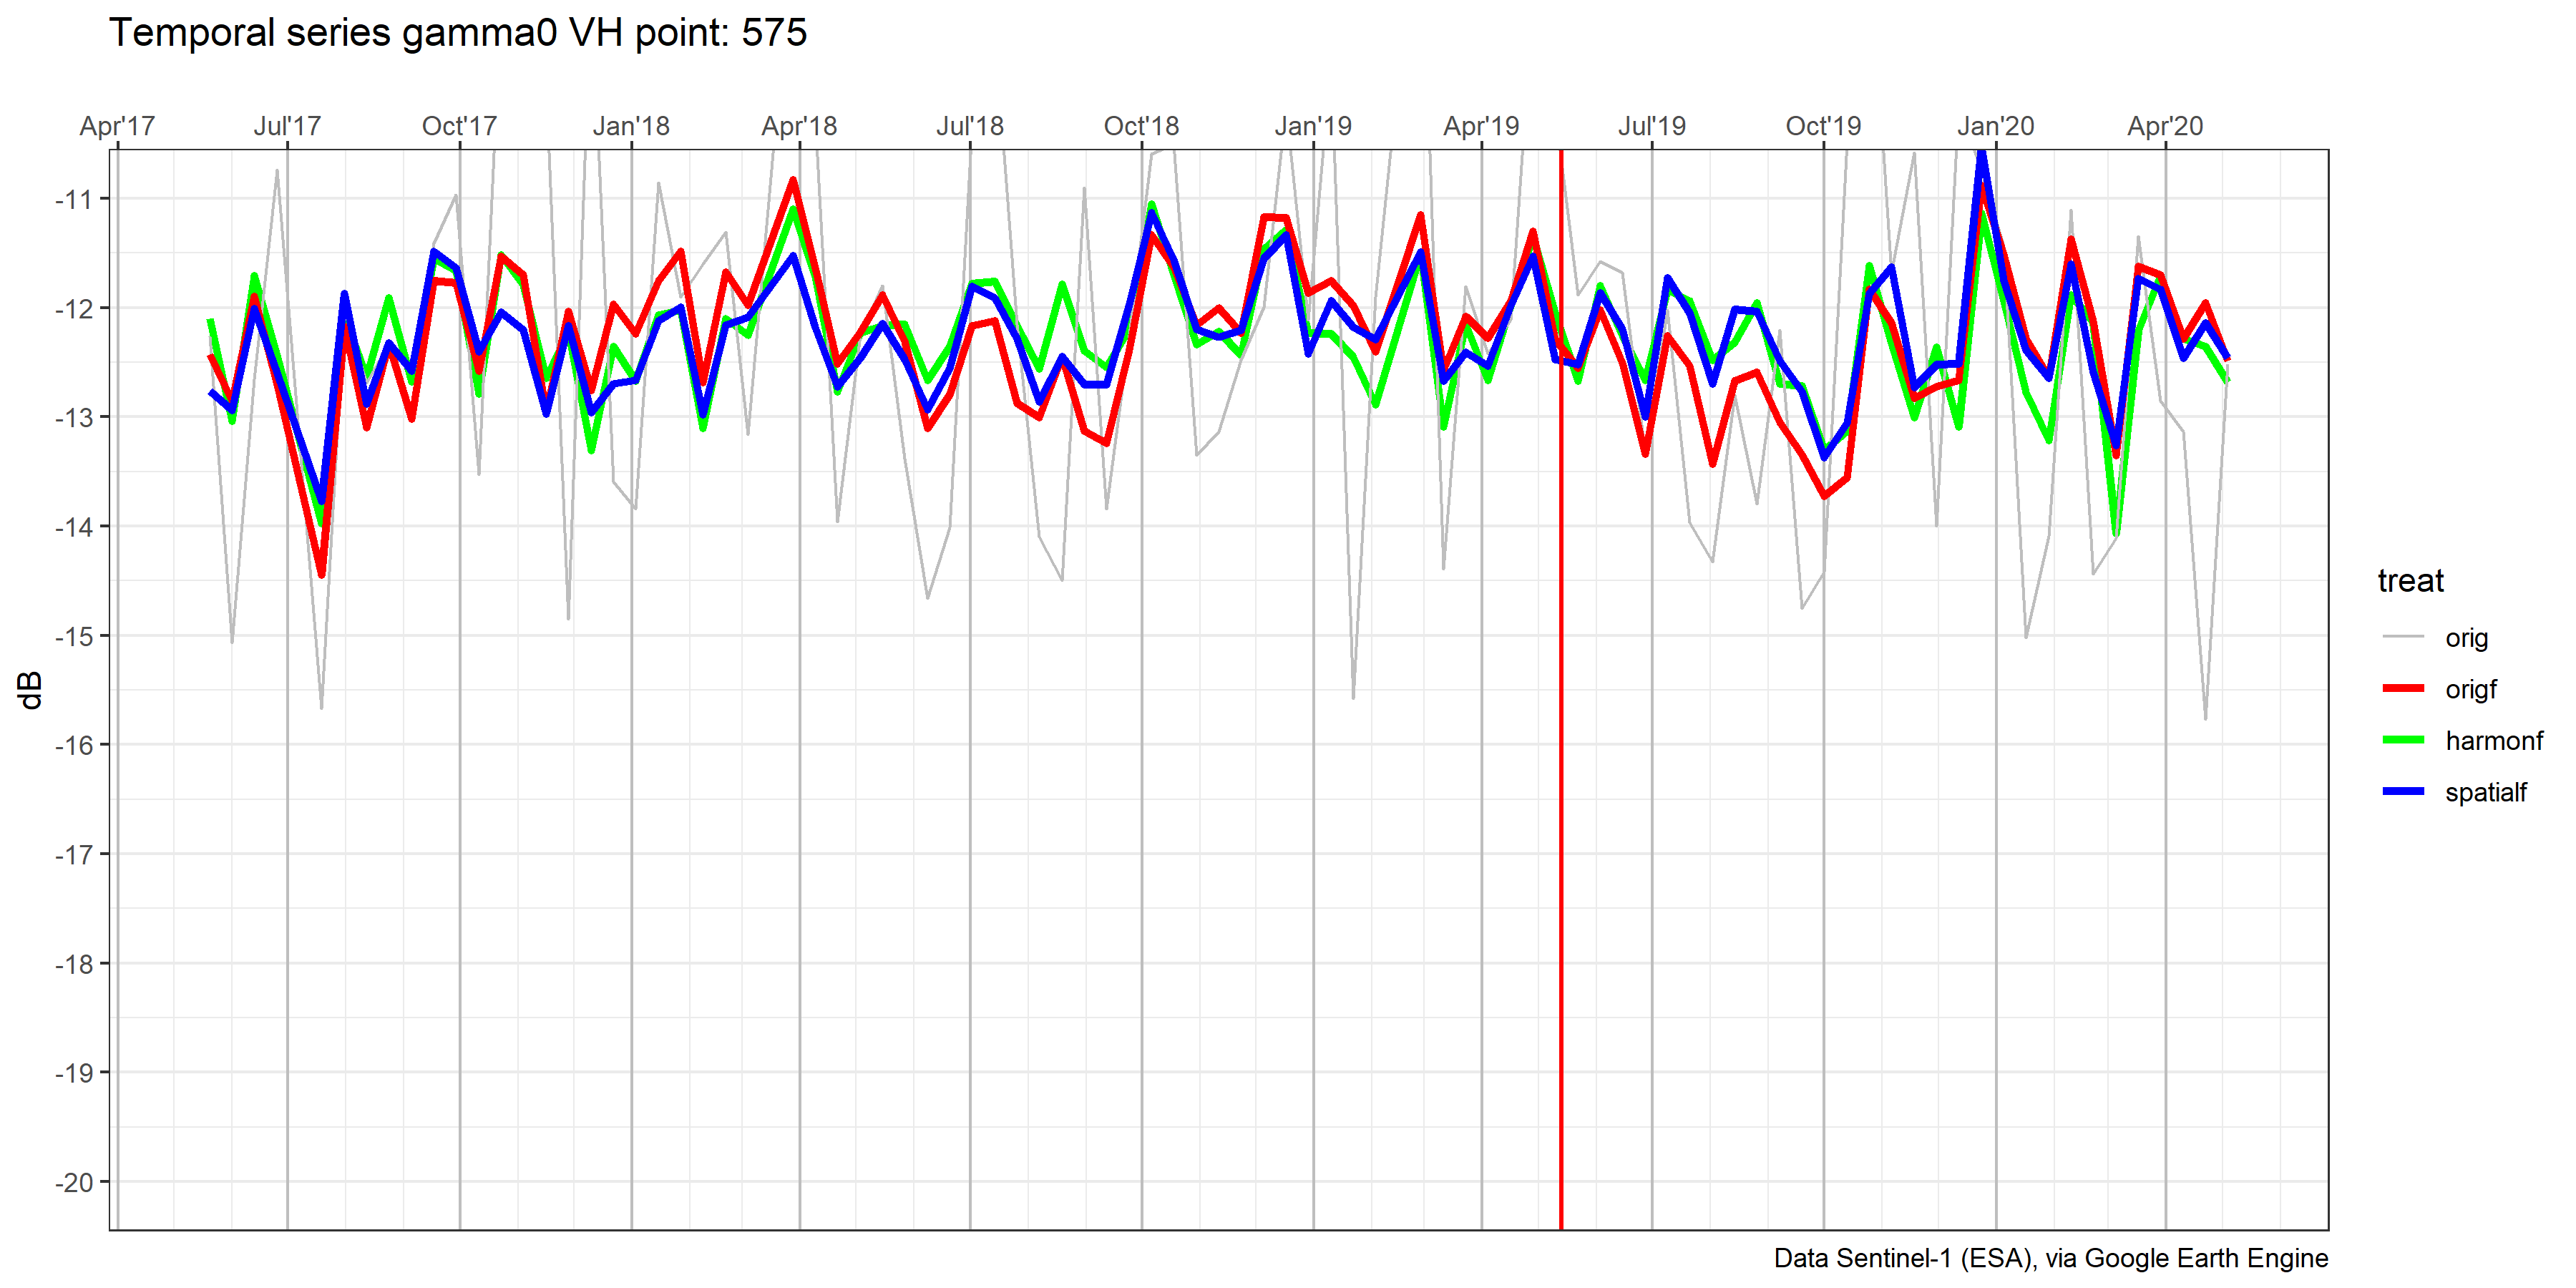 Temporal series gamma0 VH point: 575
Apr'17 Jul'17 Oct'17 Jan'18 Apr'18 Jul'18 Oct'18 Jan'19 Apr'19 Jul'19 Oct'19 Jan'20 Apr'20
-11
-12
-13
-14
-15
-16
-17
-18
-19
-20
dB
treat
orig
origf
harmonf
spatialf
Data Sentinel-1 (ESA), via Google Earth Engine